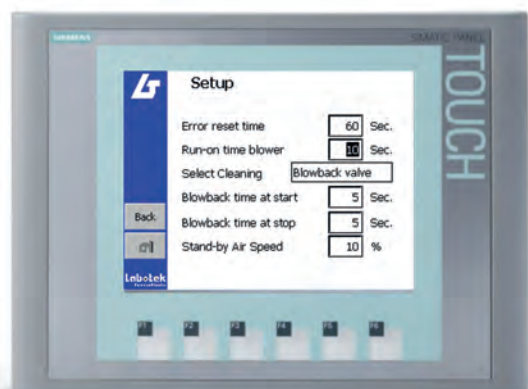 SIEMENS
SIMATIC PANEL
TOUCH
Setup
Error reset time 60 Sec.
Run-on time blower 10 Sec.
Select Cleaning Blowback valve
Blowback time at start 5 Sec.
Blowback time at stop 5 Sec.
Stand-by Air Speed 10 %
Back
Labotek
F1 F2 F3 F4 F5 F6